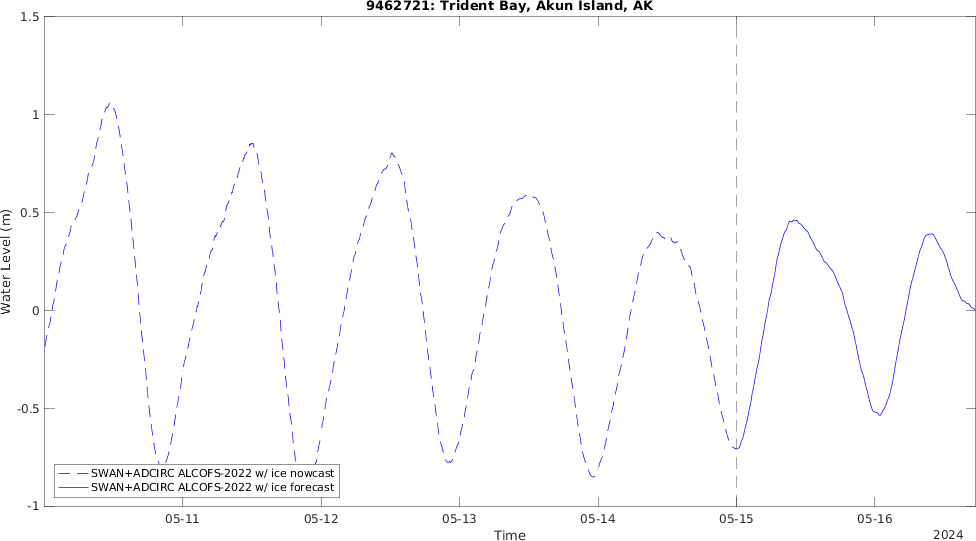 9462721: Trident Bay, Akun Island, AK
1.5
1
0.5
0
-0.5
-1
Water Level (m)
SWAN+ADCIRC ALCOFS-2022 w/ ice nowcast
SWAN+ADCIRC ALCOFS-2022 w/ ice forecast
05-11 05-12 05-13 05-14 05-15 05-16
Time
2024